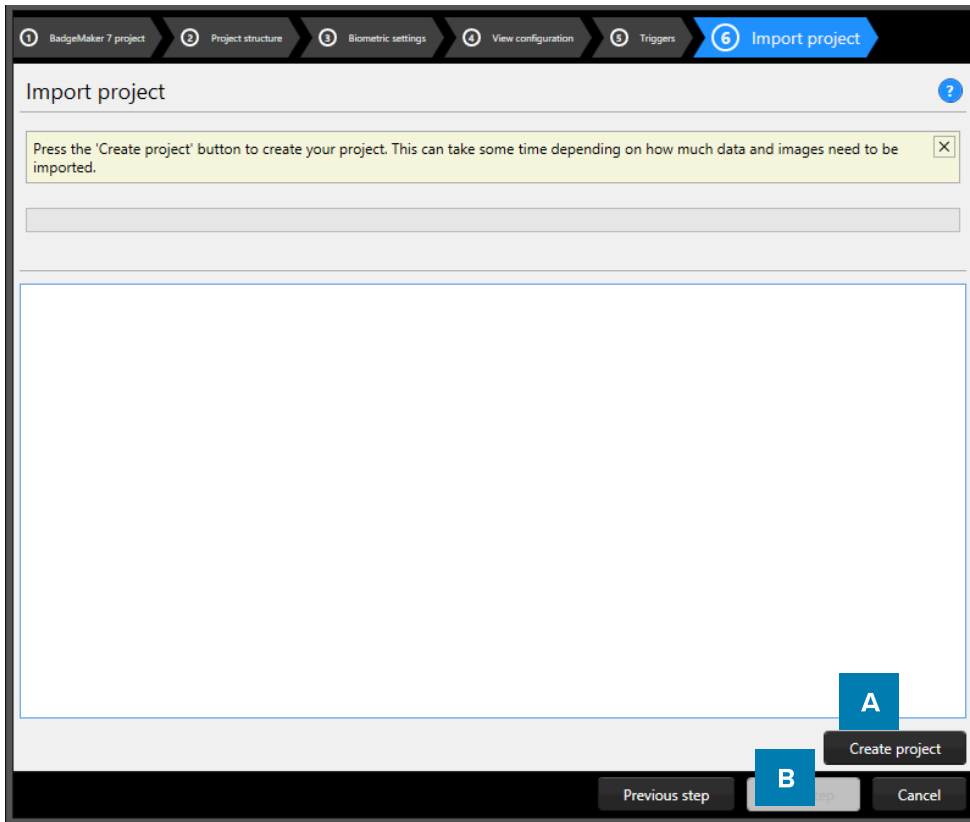 1 BadgeMaker 7 project 2 Project structure 3 Biometric settings 4 View configuration 5 Triggers 6 Import project
Import project ?
Press the 'Create project' button to create your project. This can take some time depending on how much data and images need to be
imported.
A
Create project
B
Previous step Cancel